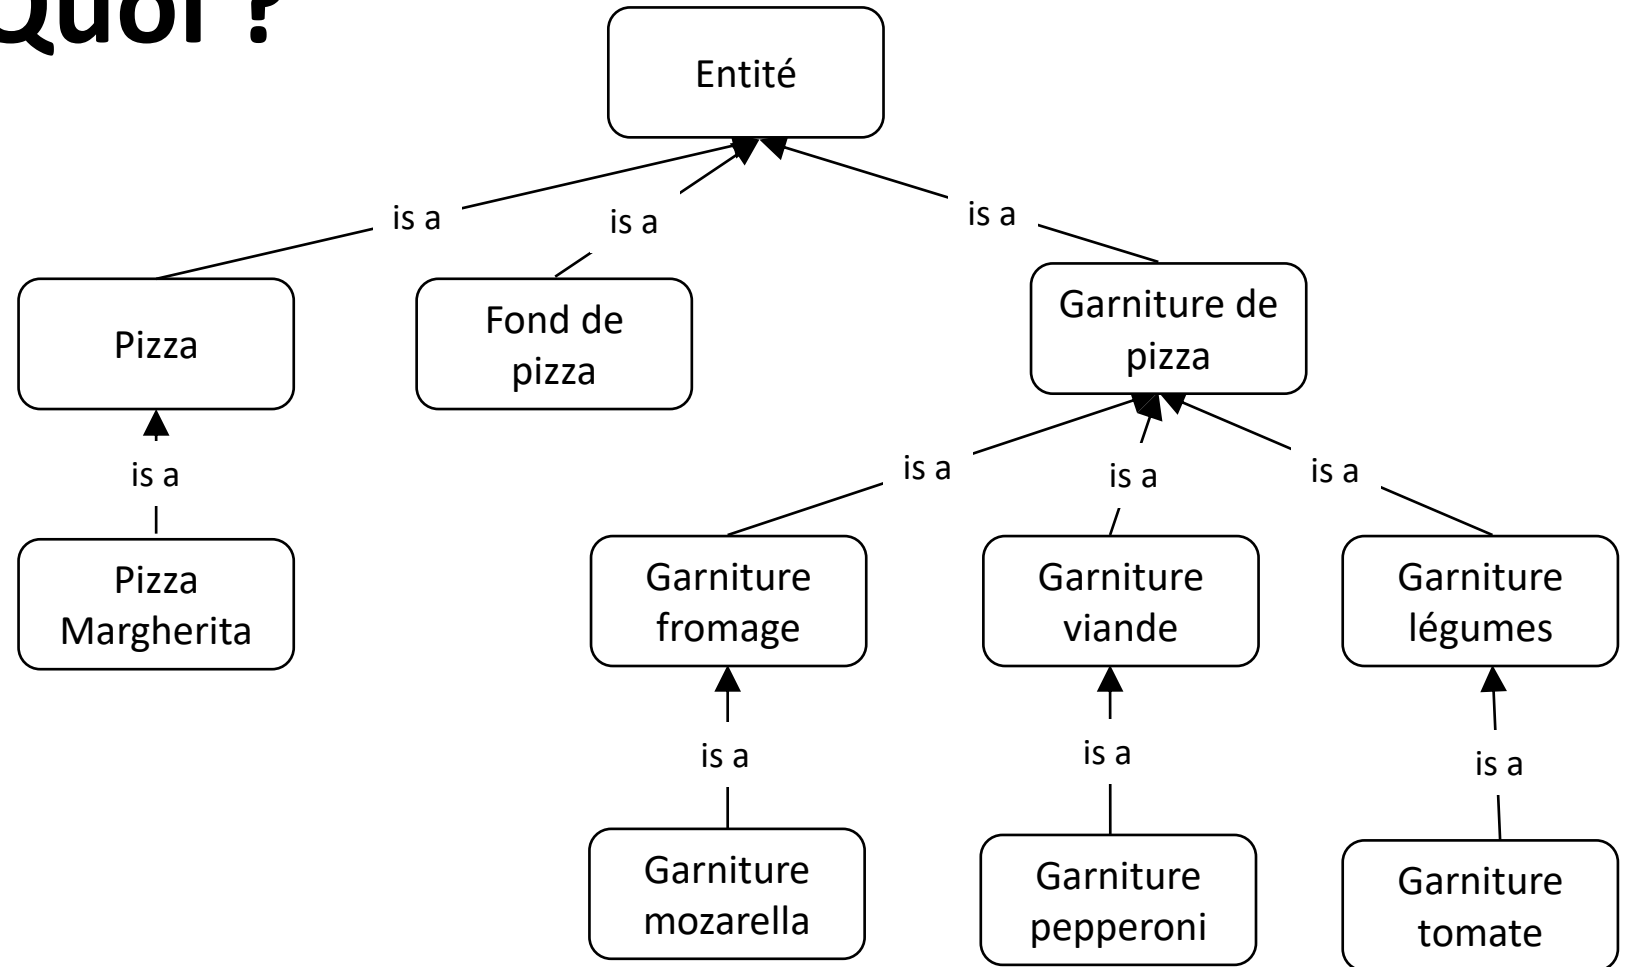 Quoi ?
Entité
is a
is a
is a
Pizza
Fond de
pizza
Garniture de
pizza
is a
is a
is a
is a
Pizza
Margherita
Garniture
fromage
Garniture
viande
Garniture
légumes
is a
is a
is a
Garniture
mozarella
Garniture
pepperoni
Garniture
tomate